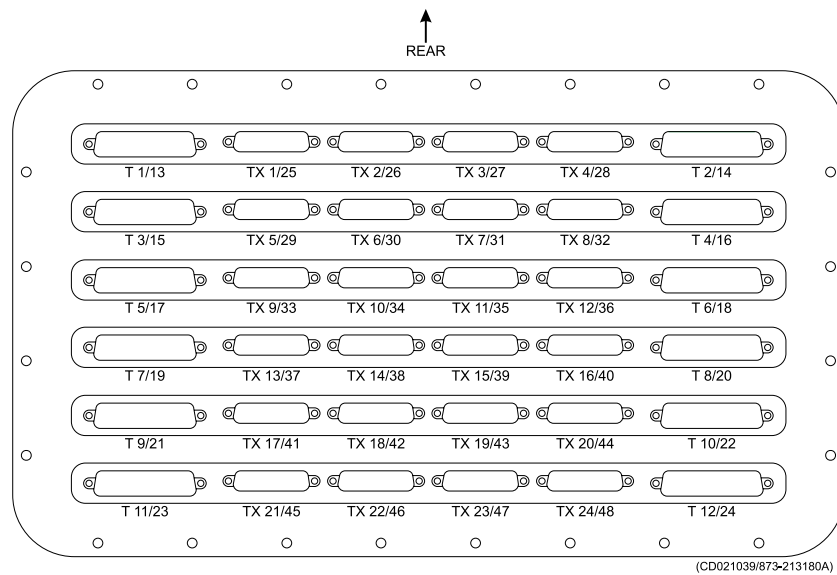 REAR
T 1/13 TX 1/25 TX 2/26 TX 3/27 TX 4/28 T 2/14
T 3/15 TX 5/29 TX 6/30 TX 7/31 TX 8/32 T 4/16
T 5/17 TX 9/33 TX 10/34 TX 11/35 TX 12/36 T 6/18
T 7/19 TX 13/37 TX 14/38 TX 15/39 TX 16/40 T 8/20
T 9/21 TX 17/41 TX 18/42 TX 19/43 TX 20/44 T 10/22
T 11/23 TX 21/45 TX 22/46 TX 23/47 TX 24/48 T 12/24
(CD021039/873-213180A)